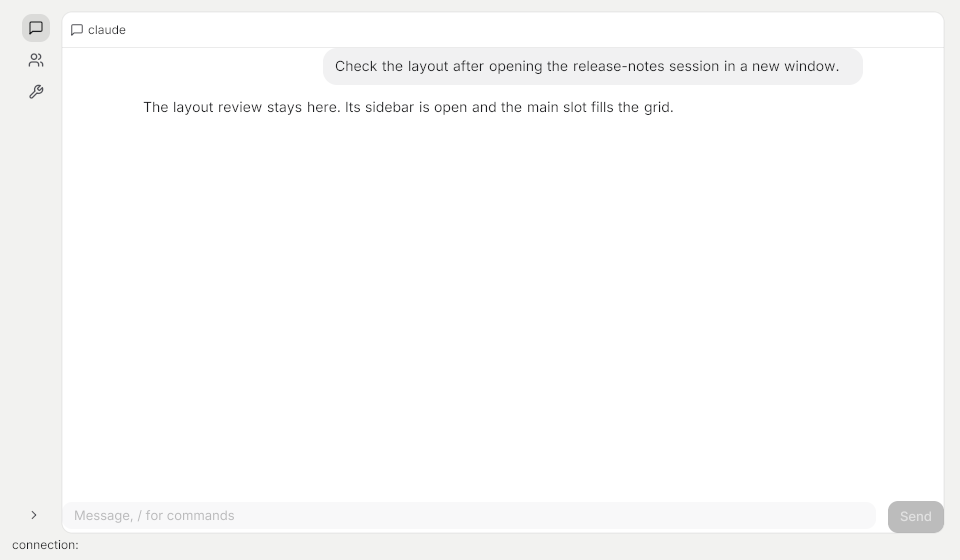 claude
Check the layout after opening the release-notes session in a new window.
The layout review stays here. Its sidebar is open and the main slot fills the grid.
Message, / for commands
Send
connection: